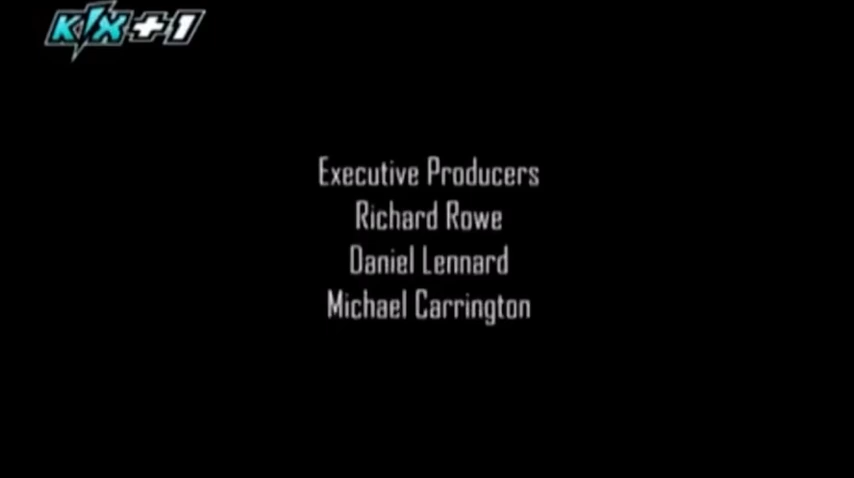 KIX+1
Executive Producers
Richard Rowe
Daniel Lennard
Michael Carrington